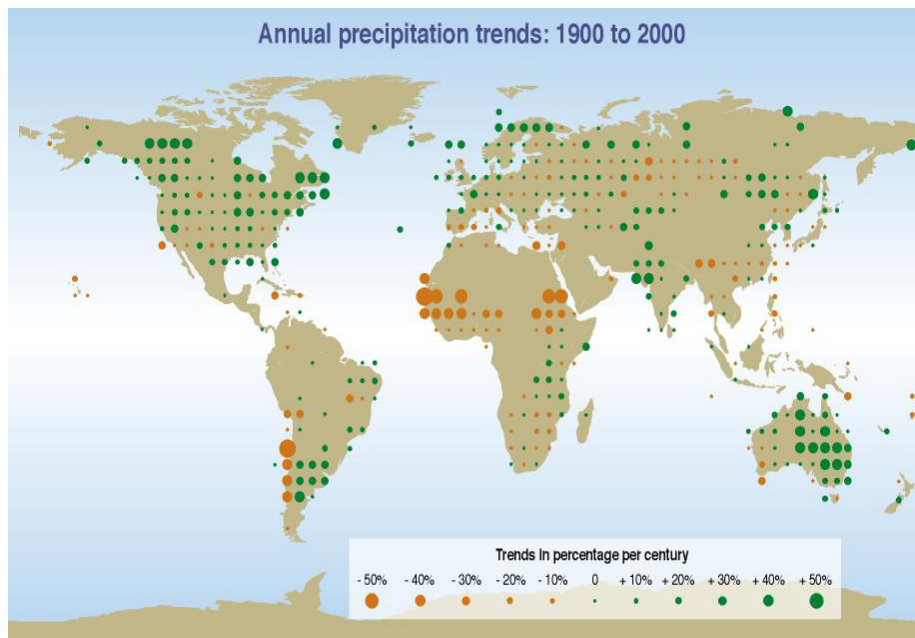 Annual precipitation trends: 1900 to 2000
Trends in percentage per century
- 50% - 40% - 30% - 20% - 10% 0 + 10% + 20% + 30% + 40% + 50%